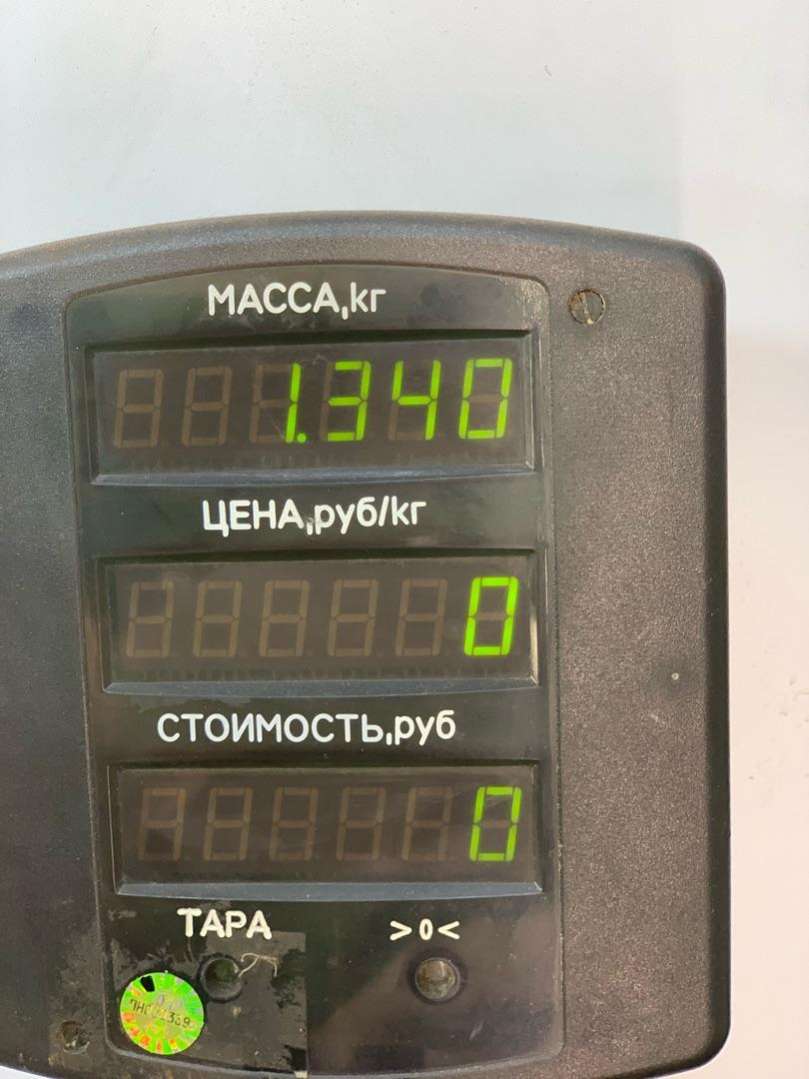 МАССА,кг
1.340
ЦЕНА,руб/кг
0
СТОИМОСТЬ,руб
0
ТАРА >0<